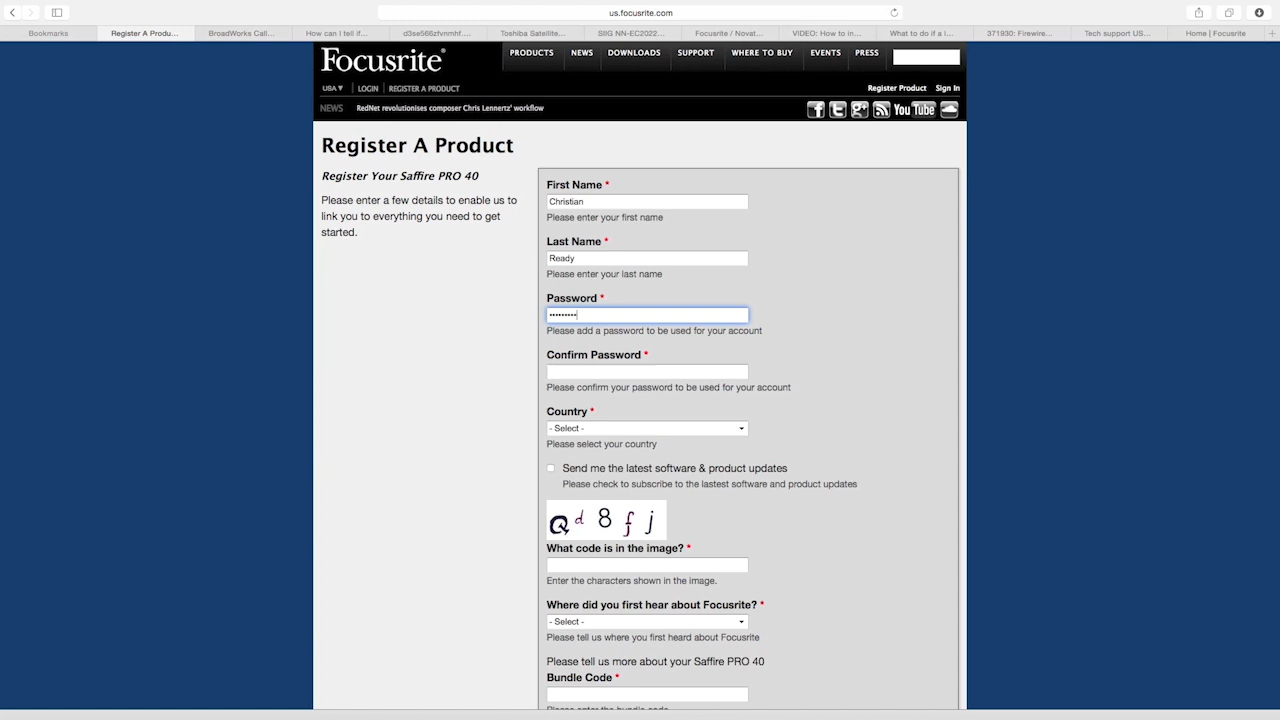 us.focusrite.com
Bookmarks
Register A Produ...
BroadWorks Call...
How can I tell if...
d3se566zfvnmhf....
Toshiba Satellite...
SIIG NN-EC2022...
Focusrite / Novat...
VIDEO: How to in...
What to do if a I...
371930: Firewire...
Tech support US...
Home | Focusrite
Focusrite®
PRODUCTS
NEWS
DOWNLOADS
SUPPORT
WHERE TO BUY
EVENTS
PRESS
USA ▾ | LOGIN | REGISTER A PRODUCT
Register Product Sign In
NEWS RedNet revolutionises composer Chris Lennertz' workflow
You Tube
Register A Product
Register Your Saffire PRO 40
Please enter a few details to enable us to
link you to everything you need to get
started.
First Name *
Christian
Please enter your first name
Last Name *
Ready
Please enter your last name
Password *
•••••••••
Please add a password to be used for your account
Confirm Password *
Please confirm your password to be used for your account
Country *
- Select -
Please select your country
Send me the latest software & product updates
Please check to subscribe to the lastest software and product updates
Q d 8 f j
What code is in the image? *
Enter the characters shown in the image.
Where did you first hear about Focusrite? *
- Select -
Please tell us where you first heard about Focusrite
Please tell us more about your Saffire PRO 40
Bundle Code *
Please enter the bundle code